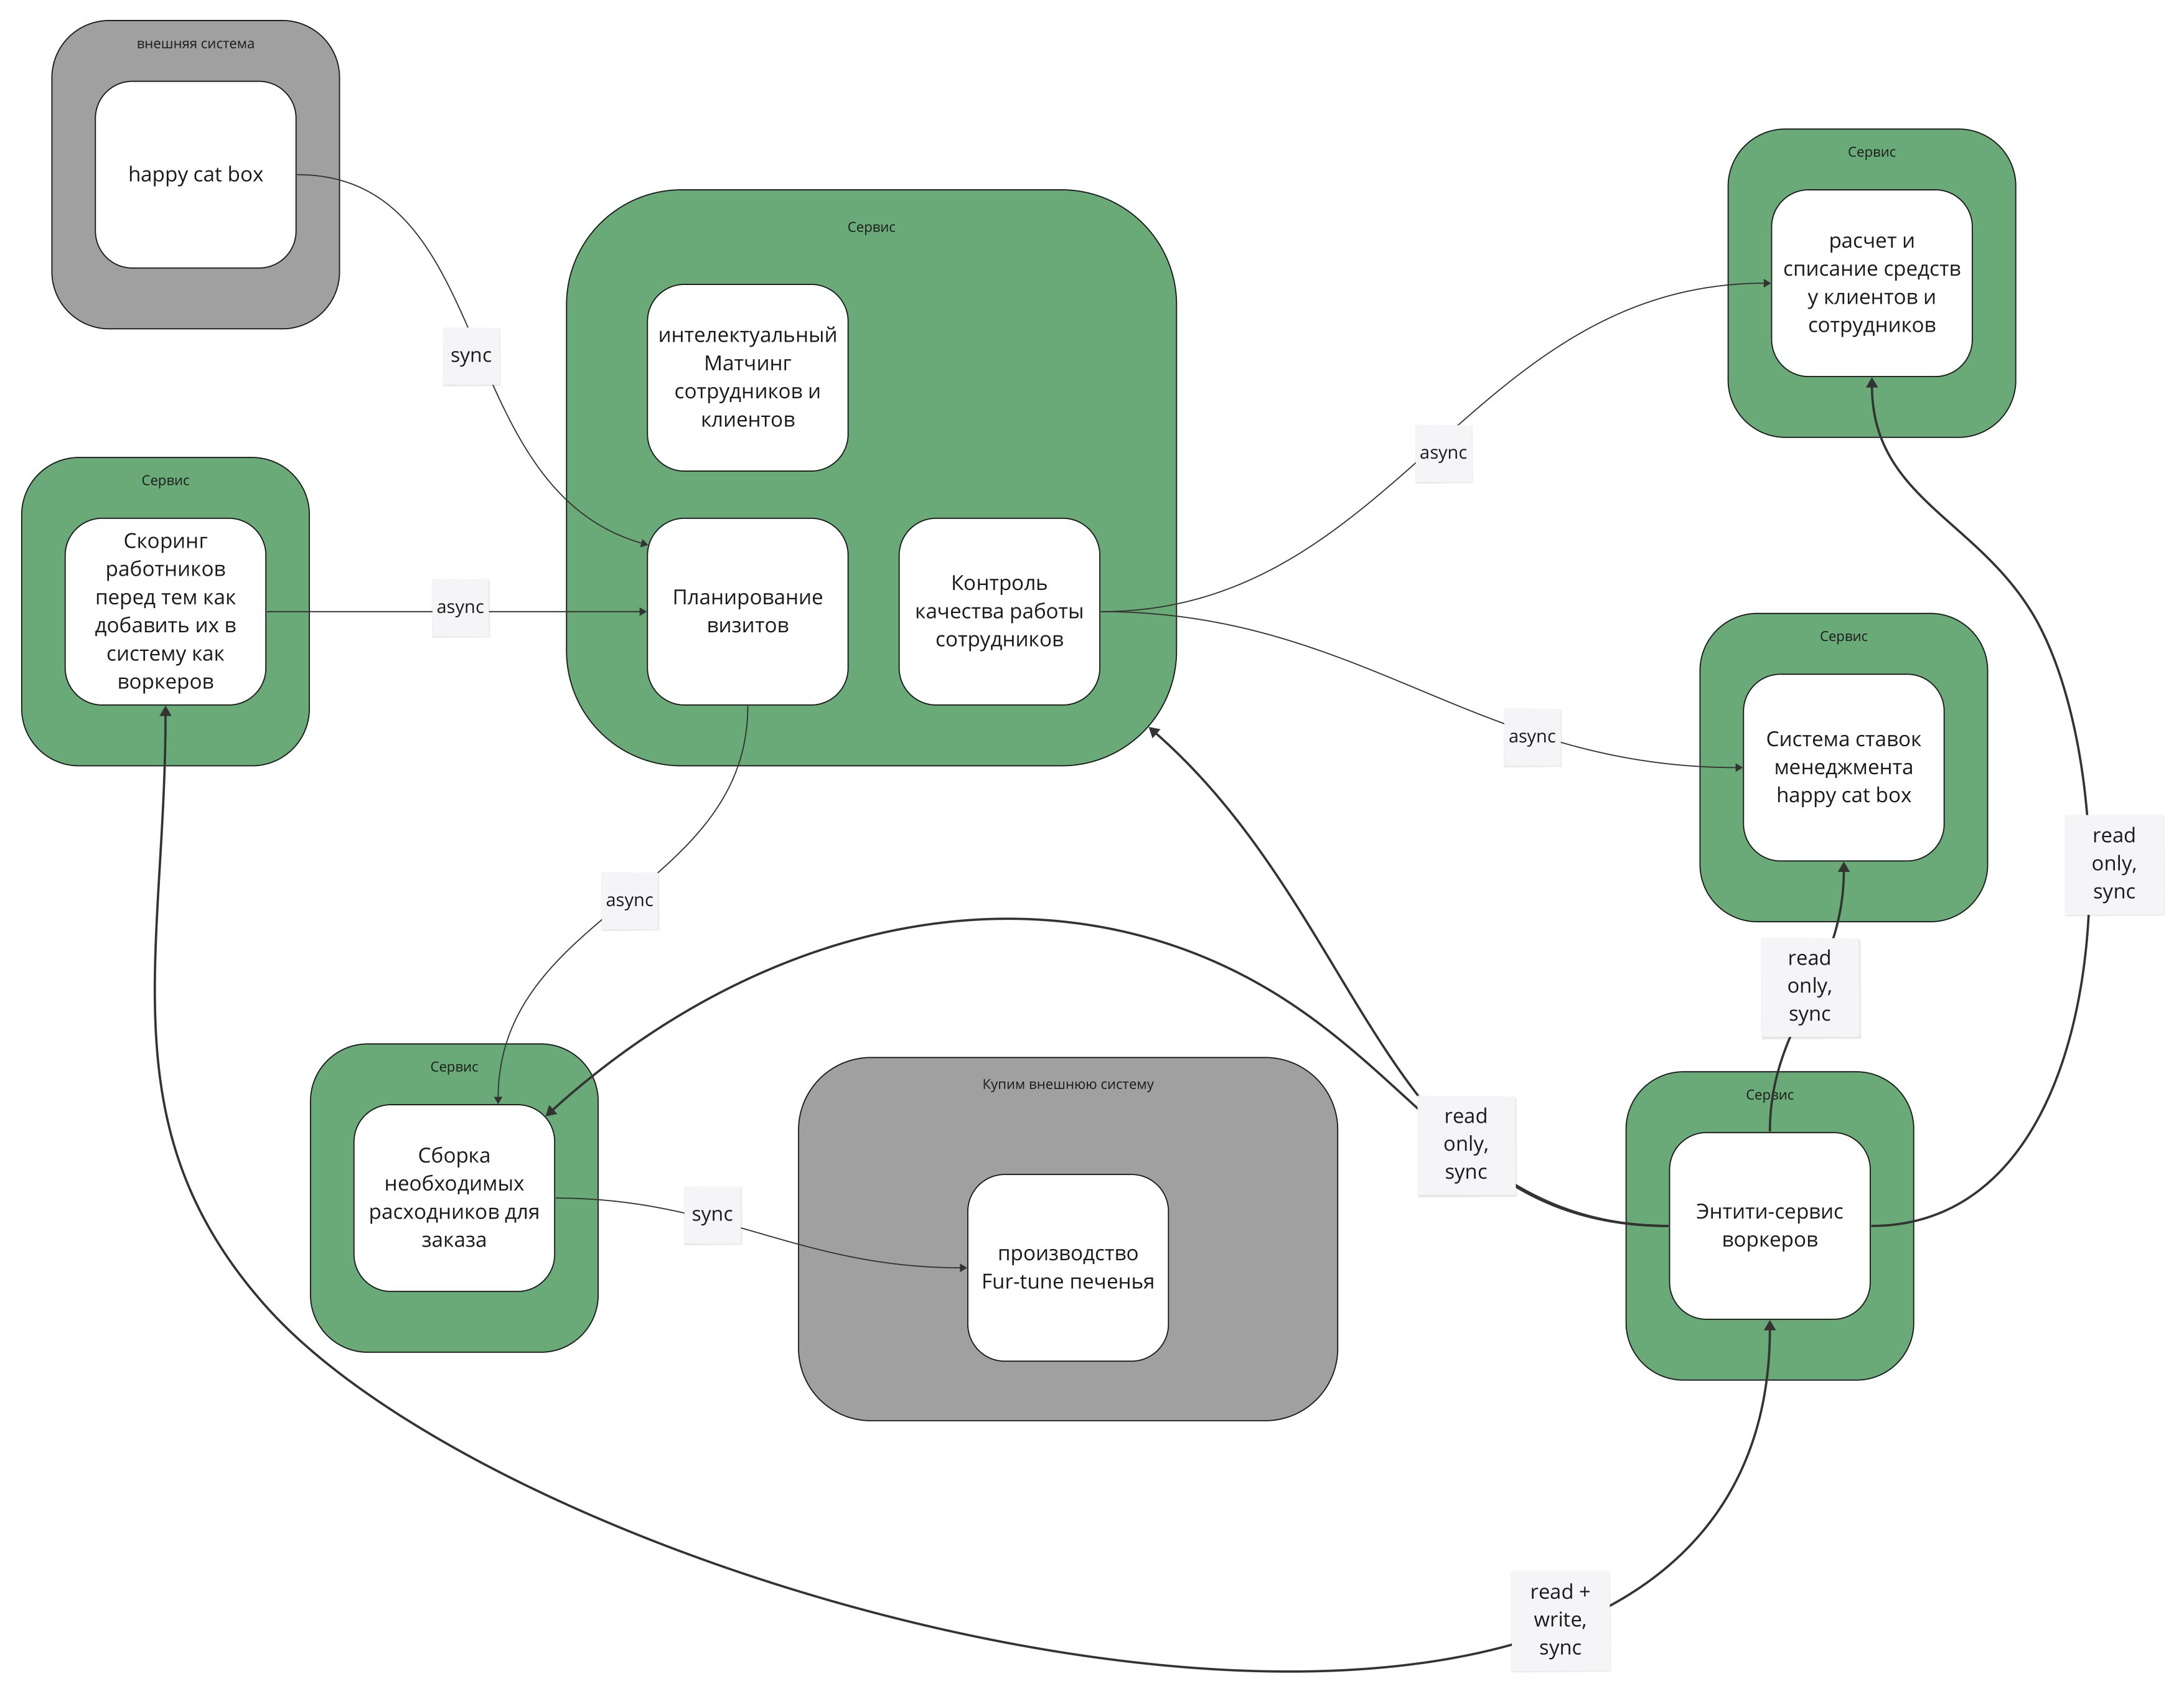 внешняя система
happy cat box
sync
Сервис
Скоринг
работников
перед тем как
добавить их в
систему как
воркеров
async
Сервис
интелектуальный
Матчинг
сотрудников и
клиентов
Планирование
визитов
Контроль
качества работы
сотрудников
async
Сервис
расчет и
списание средств
у клиентов и
сотрудников
async
Сервис
Система ставок
менеджмента
happy cat box
read
only,
sync
read
only,
sync
async
Сервис
Сборка
необходимых
расходников для
заказа
sync
Купим внешнюю систему
производство
Fur-tune печенья
read
only,
sync
Сервис
Энтити-сервис
воркеров
read +
write,
sync